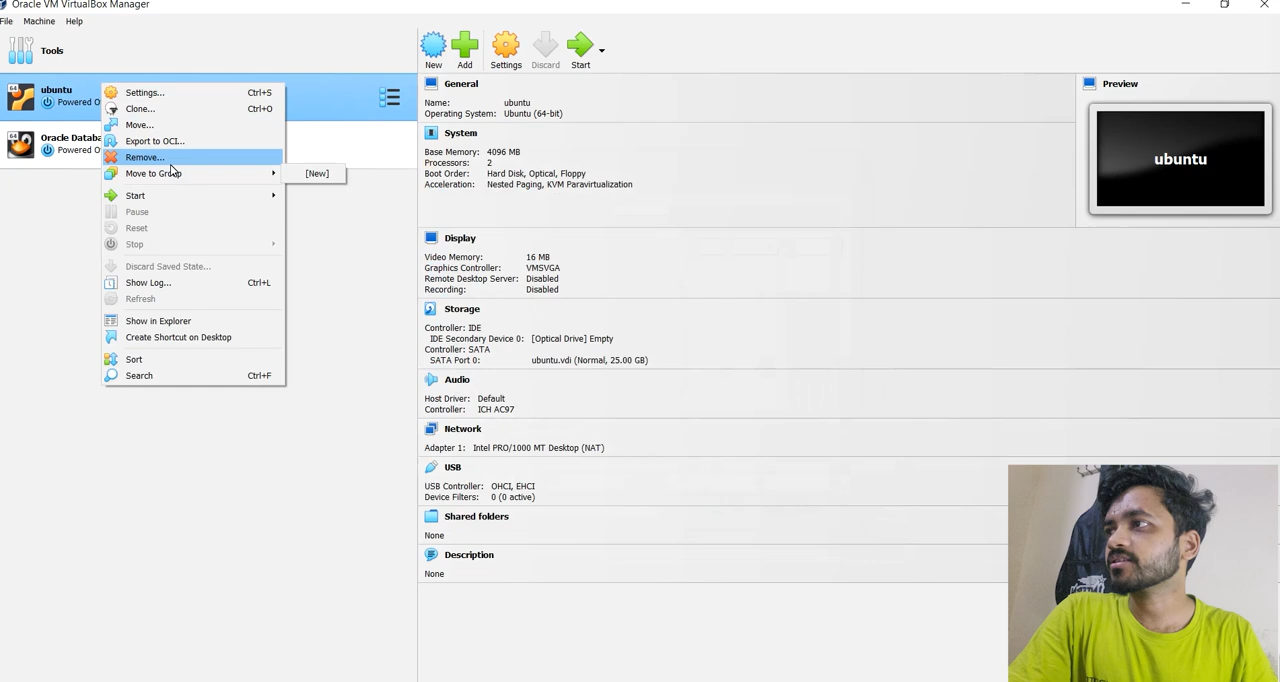 Oracle VM VirtualBox Manager
File Machine Help
Tools
New Add Settings Discard Start
ubuntu
Powered O
Oracle Databa
Powered O
Settings... Ctrl+S
Clone... Ctrl+O
Move...
Export to OCI...
Remove...
Move to Group
[New]
Start
Pause
Reset
Stop
Discard Saved State...
Show Log... Ctrl+L
Refresh
Show in Explorer
Create Shortcut on Desktop
Sort
Search Ctrl+F
General
Name: ubuntu
Operating System: Ubuntu (64-bit)
System
Base Memory: 4096 MB
Processors: 2
Boot Order: Hard Disk, Optical, Floppy
Acceleration: Nested Paging, KVM Paravirtualization
Preview
ubuntu
Display
Video Memory: 16 MB
Graphics Controller: VMSVGA
Remote Desktop Server: Disabled
Recording: Disabled
Storage
Controller: IDE
IDE Secondary Device 0: [Optical Drive] Empty
Controller: SATA
SATA Port 0: ubuntu.vdi (Normal, 25.00 GB)
Audio
Host Driver: Default
Controller: ICH AC97
Network
Adapter 1: Intel PRO/1000 MT Desktop (NAT)
USB
USB Controller: OHCI, EHCI
Device Filters: 0 (0 active)
Shared folders
None
Description
None